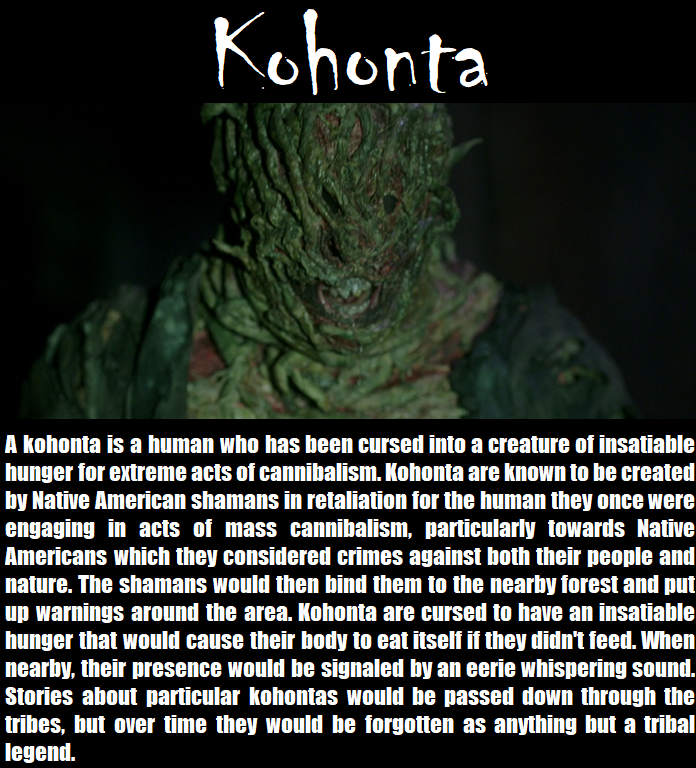 Kohonta
A kohonta is a human who has been cursed into a creature of insatiable
hunger for extreme acts of cannibalism. Kohonta are known to be created
by Native American shamans in retaliation for the human they once were
engaging in acts of mass cannibalism, particularly towards Native
Americans which they considered crimes against both their people and
nature. The shamans would then bind them to the nearby forest and put
up warnings around the area. Kohonta are cursed to have an insatiable
hunger that would cause their body to eat itself if they didn't feed. When
nearby, their presence would be signaled by an eerie whispering sound.
Stories about particular kohontas would be passed down through the
tribes, but over time they would be forgotten as anything but a tribal
legend.